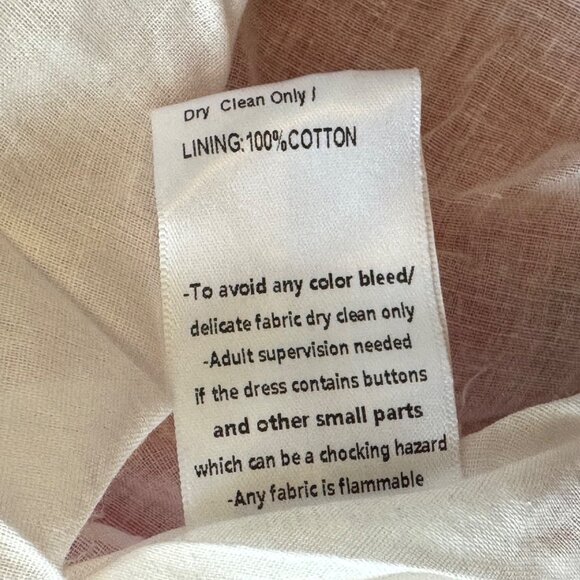 Dry Clean Only /
LINING:100%COTTON
-To avoid any color bleed/
delicate fabric dry clean only
-Adult supervision needed
if the dress contains buttons
and other small parts
which can be a chocking hazard
-Any fabric is flammable